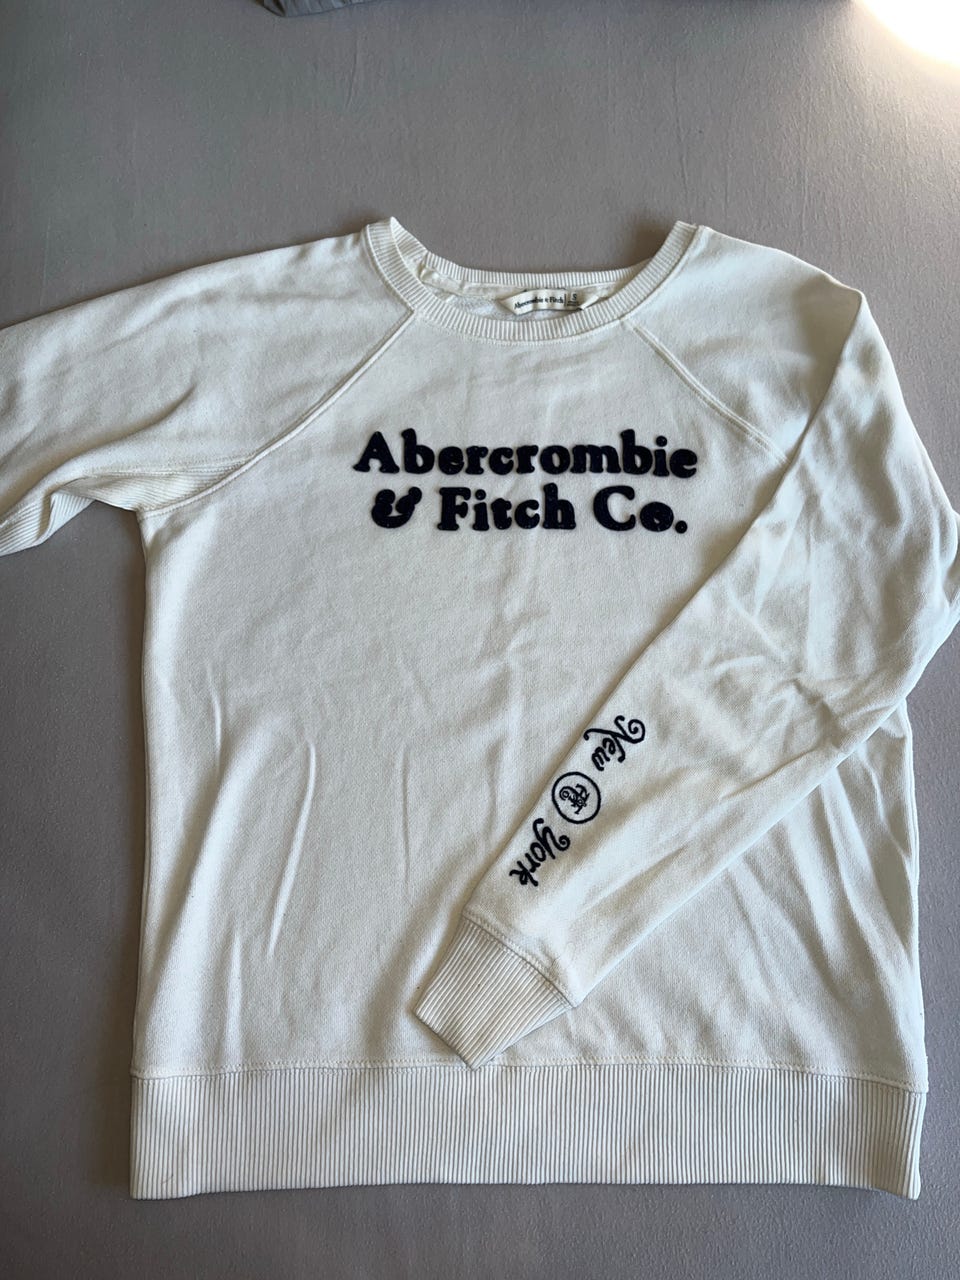 Abercrombie & Fitch
S
Abercrombie
& Fitch Co.
New
York